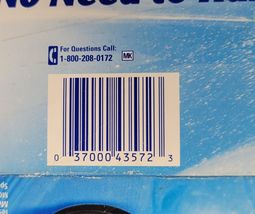 No Need to
For Questions Call:
1-800-208-0172
MK
0 37000 43572 3